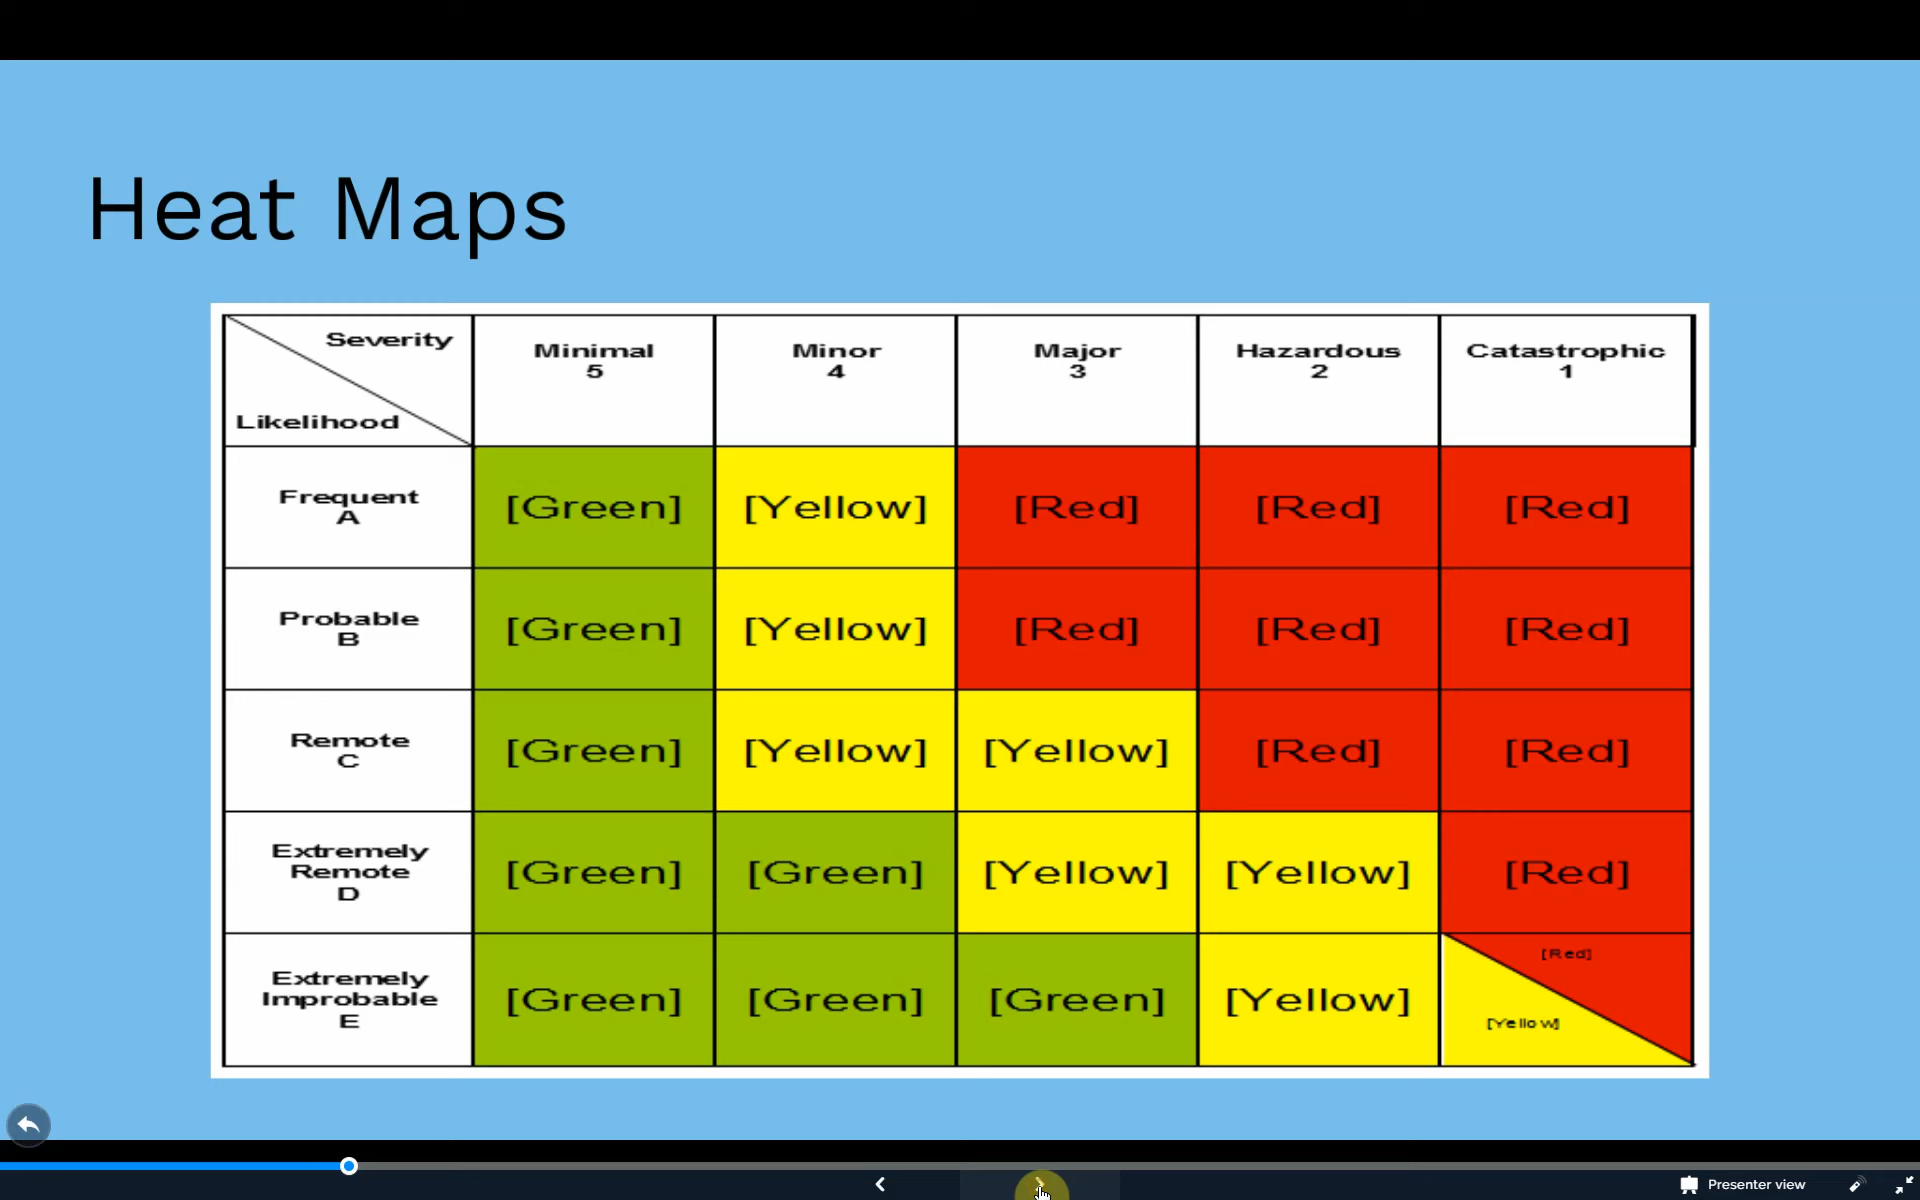 Heat Maps
Severity
Likelihood
Minimal
5
Minor
4
Major
3
Hazardous
2
Catastrophic
1
Frequent
A
[Green]
[Yellow]
[Red]
[Red]
[Red]
Probable
B
[Green]
[Yellow]
[Red]
[Red]
[Red]
Remote
C
[Green]
[Yellow]
[Yellow]
[Red]
[Red]
Extremely
Remote
D
[Green]
[Green]
[Yellow]
[Yellow]
[Red]
Extremely
Improbable
E
[Green]
[Green]
[Green]
[Yellow]
[Red]
[Yellow]
Presenter view